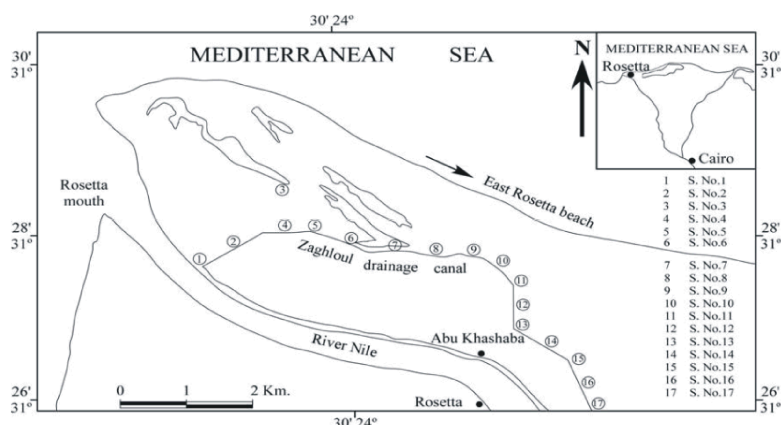 30' 24°
30'
31°
MEDITERRANEAN SEA
N
MEDITERRANEAN SEA
Rosetta
Cairo
30'
31°
Rosetta
mouth
East Rosetta beach
28'
31°
Zaghloul drainage canal
1 2 3 4 5 6 7 8 9 10 11 12 13 14 15 16 17
1 S. No.1
2 S. No.2
3 S. No.3
4 S. No.4
5 S. No.5
6 S. No.6
7 S. No.7
8 S. No.8
9 S. No.9
10 S. No.10
11 S. No.11
12 S. No.12
13 S. No.13
14 S. No.14
15 S. No.15
16 S. No.16
17 S. No.17
28'
31°
River Nile
Abu Khashaba
Rosetta
0 1 2 Km.
26'
31°
26'
31°
30' 24°